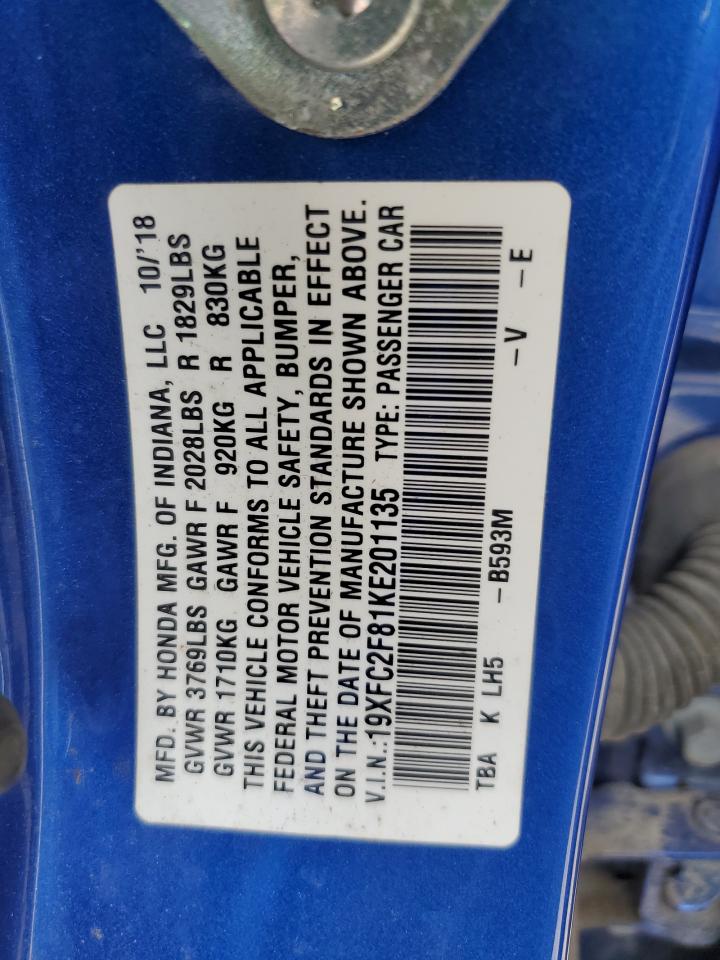 MFD. BY HONDA MFG. OF INDIANA, LLC 10/'18
GVWR 3769LBS GAWR F 2028LBS R 1829LBS
GVWR 1710KG GAWR F 920KG R 830KG
THIS VEHICLE CONFORMS TO ALL APPLICABLE
FEDERAL MOTOR VEHICLE SAFETY, BUMPER,
AND THEFT PREVENTION STANDARDS IN EFFECT
ON THE DATE OF MANUFACTURE SHOWN ABOVE.
V.I.N.:19XFC2F81KE201135 TYPE: PASSENGER CAR
TBA K LH5 -B593M -V -E